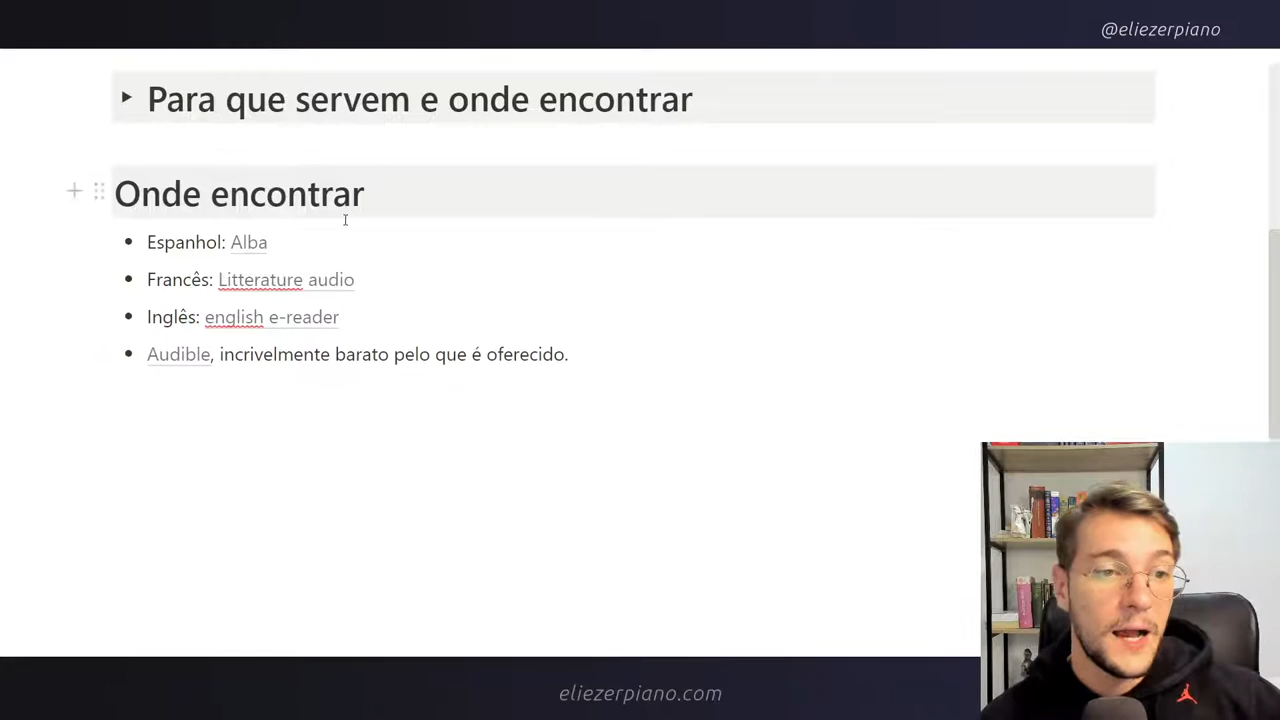 @eliezerpiano
Para que servem e onde encontrar
Onde encontrar
Espanhol: Alba
Francês: Litterature audio
Inglês: english e-reader
Audible, incrivelmente barato pelo que é oferecido.
eliezerpiano.com